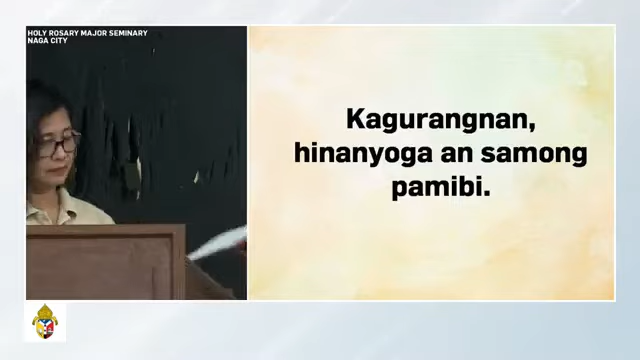 HOLY ROSARY MAJOR SEMINARY
NAGA CITY
Kagurangnan,
hinanyoga an samong
pamibi.